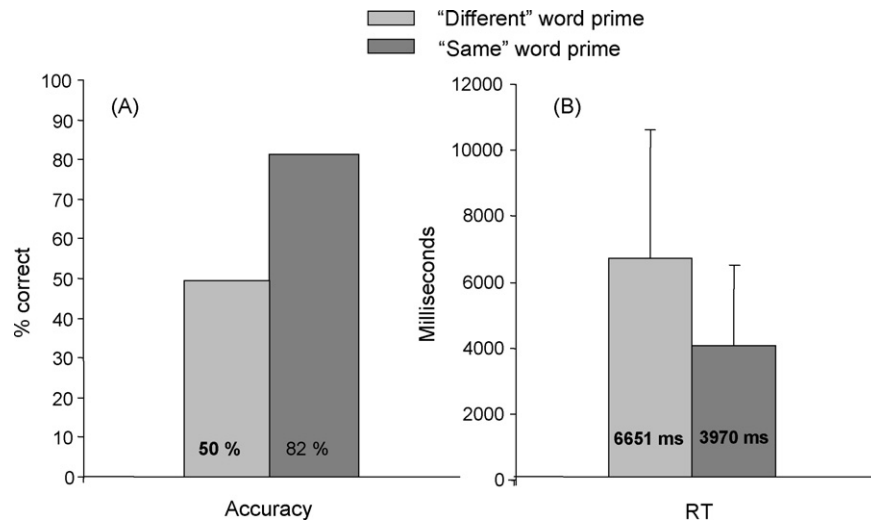 “Different” word prime
“Same” word prime
(A)
% correct
100
90
80
70
60
50
40
30
20
10
0
50 %
82 %
Accuracy
(B)
Milliseconds
12000
10000
8000
6000
4000
2000
0
6651 ms
3970 ms
RT